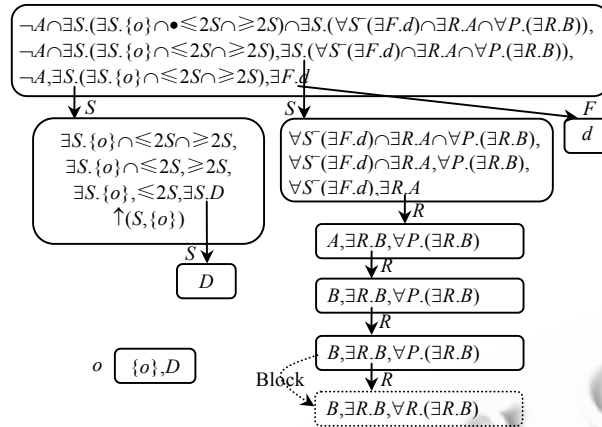 ¬A∩∃S.(∃S.{o}∩•≤2S∩≥2S)∩∃S.(∀S⁻(∃F.d)∩∃R.A∩∀P.(∃R.B)),
¬A∩∃S.(∃S.{o}∩≤2S∩≥2S),∃S.(∀S⁻(∃F.d)∩∃R.A∩∀P.(∃R.B)),
¬A,∃S.(∃S.{o}∩≤2S∩≥2S),∃F.d
S S F
∃S.{o}∩≤2S∩≥2S,
∃S.{o}∩≤2S,≥2S,
∃S.{o},≤2S,∃S.D
↑(S,{o})
∀S⁻(∃F.d)∩∃R.A∩∀P.(∃R.B),
∀S⁻(∃F.d)∩∃R.A,∀P.(∃R.B),
∀S⁻(∃F.d),∃R.A
d
R
A,∃R.B,∀P.(∃R.B)
S
D
R
B,∃R.B,∀P.(∃R.B)
R
B,∃R.B,∀P.(∃R.B)
o {o},D
Block
R
B,∃R.B,∀R.(∃R.B)